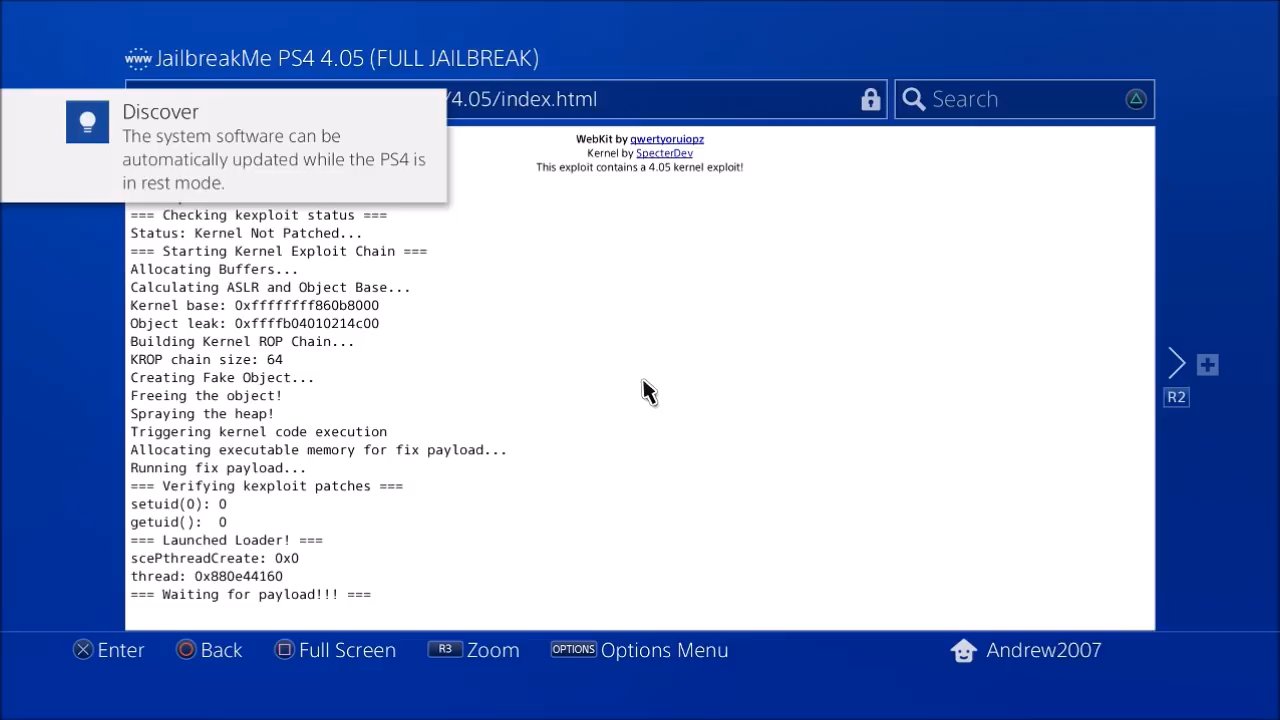 www JailbreakMe PS4 4.05 (FULL JAILBREAK)
/4.05/index.html
Search
Discover
The system software can be
automatically updated while the PS4 is
in rest mode.
WebKit by qwertyoruiopz
Kernel by SpecterDev
This exploit contains a 4.05 kernel exploit!
=== Checking kexploit status ===
Status: Kernel Not Patched...
=== Starting Kernel Exploit Chain ===
Allocating Buffers...
Calculating ASLR and Object Base...
Kernel base: 0xffffffff860b8000
Object leak: 0xffffb04010214c00
Building Kernel ROP Chain...
KROP chain size: 64
Creating Fake Object...
Freeing the object!
Spraying the heap!
Triggering kernel code execution
Allocating executable memory for fix payload...
Running fix payload...
=== Verifying kexploit patches ===
setuid(0): 0
getuid():  0
=== Launched Loader! ===
scePthreadCreate: 0x0
thread: 0x880e44160
=== Waiting for payload!!! ===
R2
Enter Back Full Screen R3 Zoom OPTIONS Options Menu Andrew2007